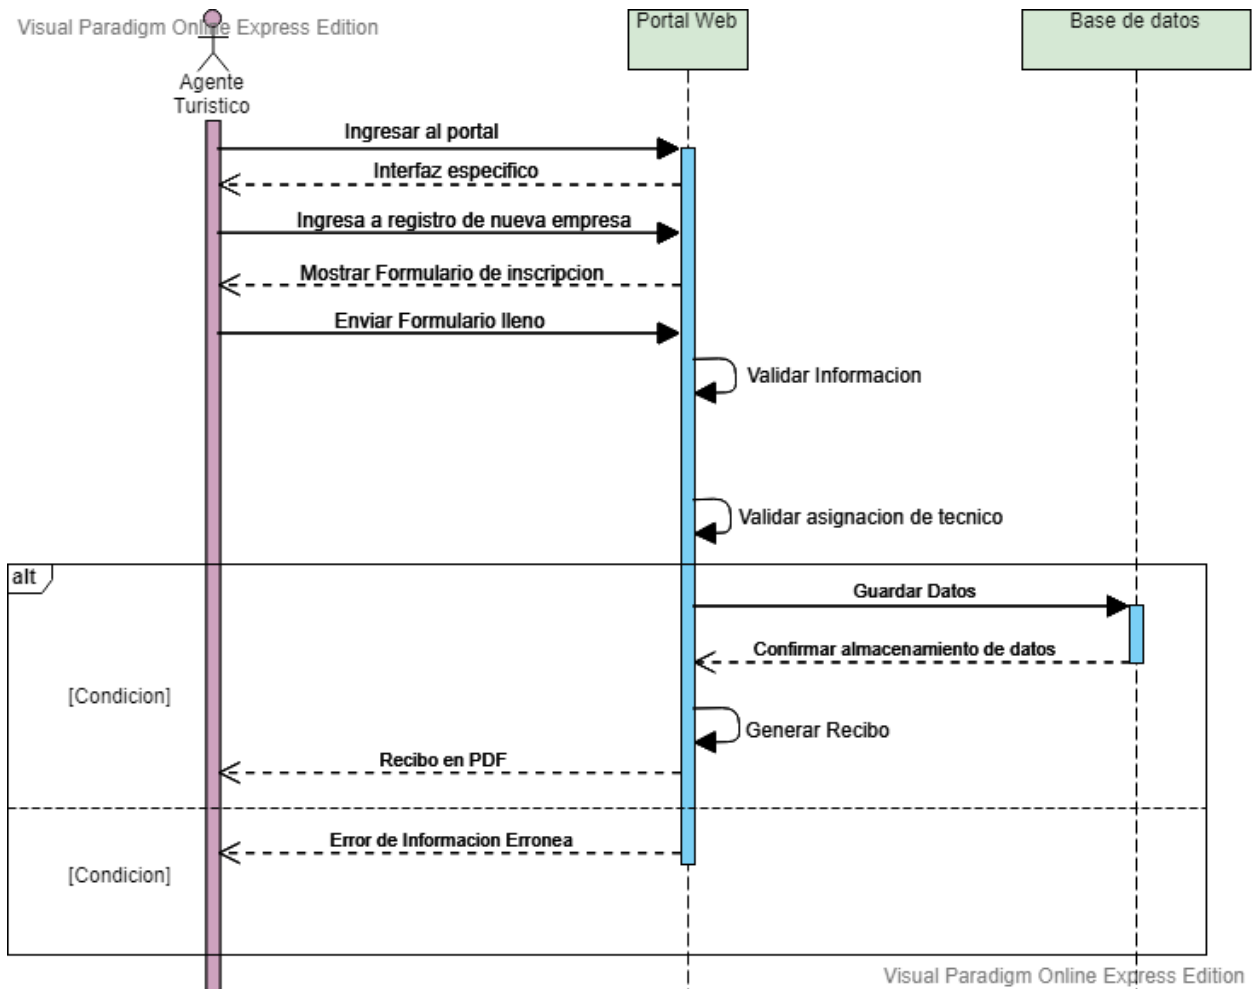 Visual Paradigm Online Express Edition
Portal Web
Base de datos
Agente
Turistico
Ingresar al portal
Interfaz especifico
Ingresa a registro de nueva empresa
Mostrar Formulario de inscripcion
Enviar Formulario lleno
Validar Informacion
Validar asignacion de tecnico
alt
Guardar Datos
Confirmar almacenamiento de datos
[Condicion]
Generar Recibo
Recibo en PDF
Error de Informacion Erronea
[Condicion]
Visual Paradigm Online Express Edition